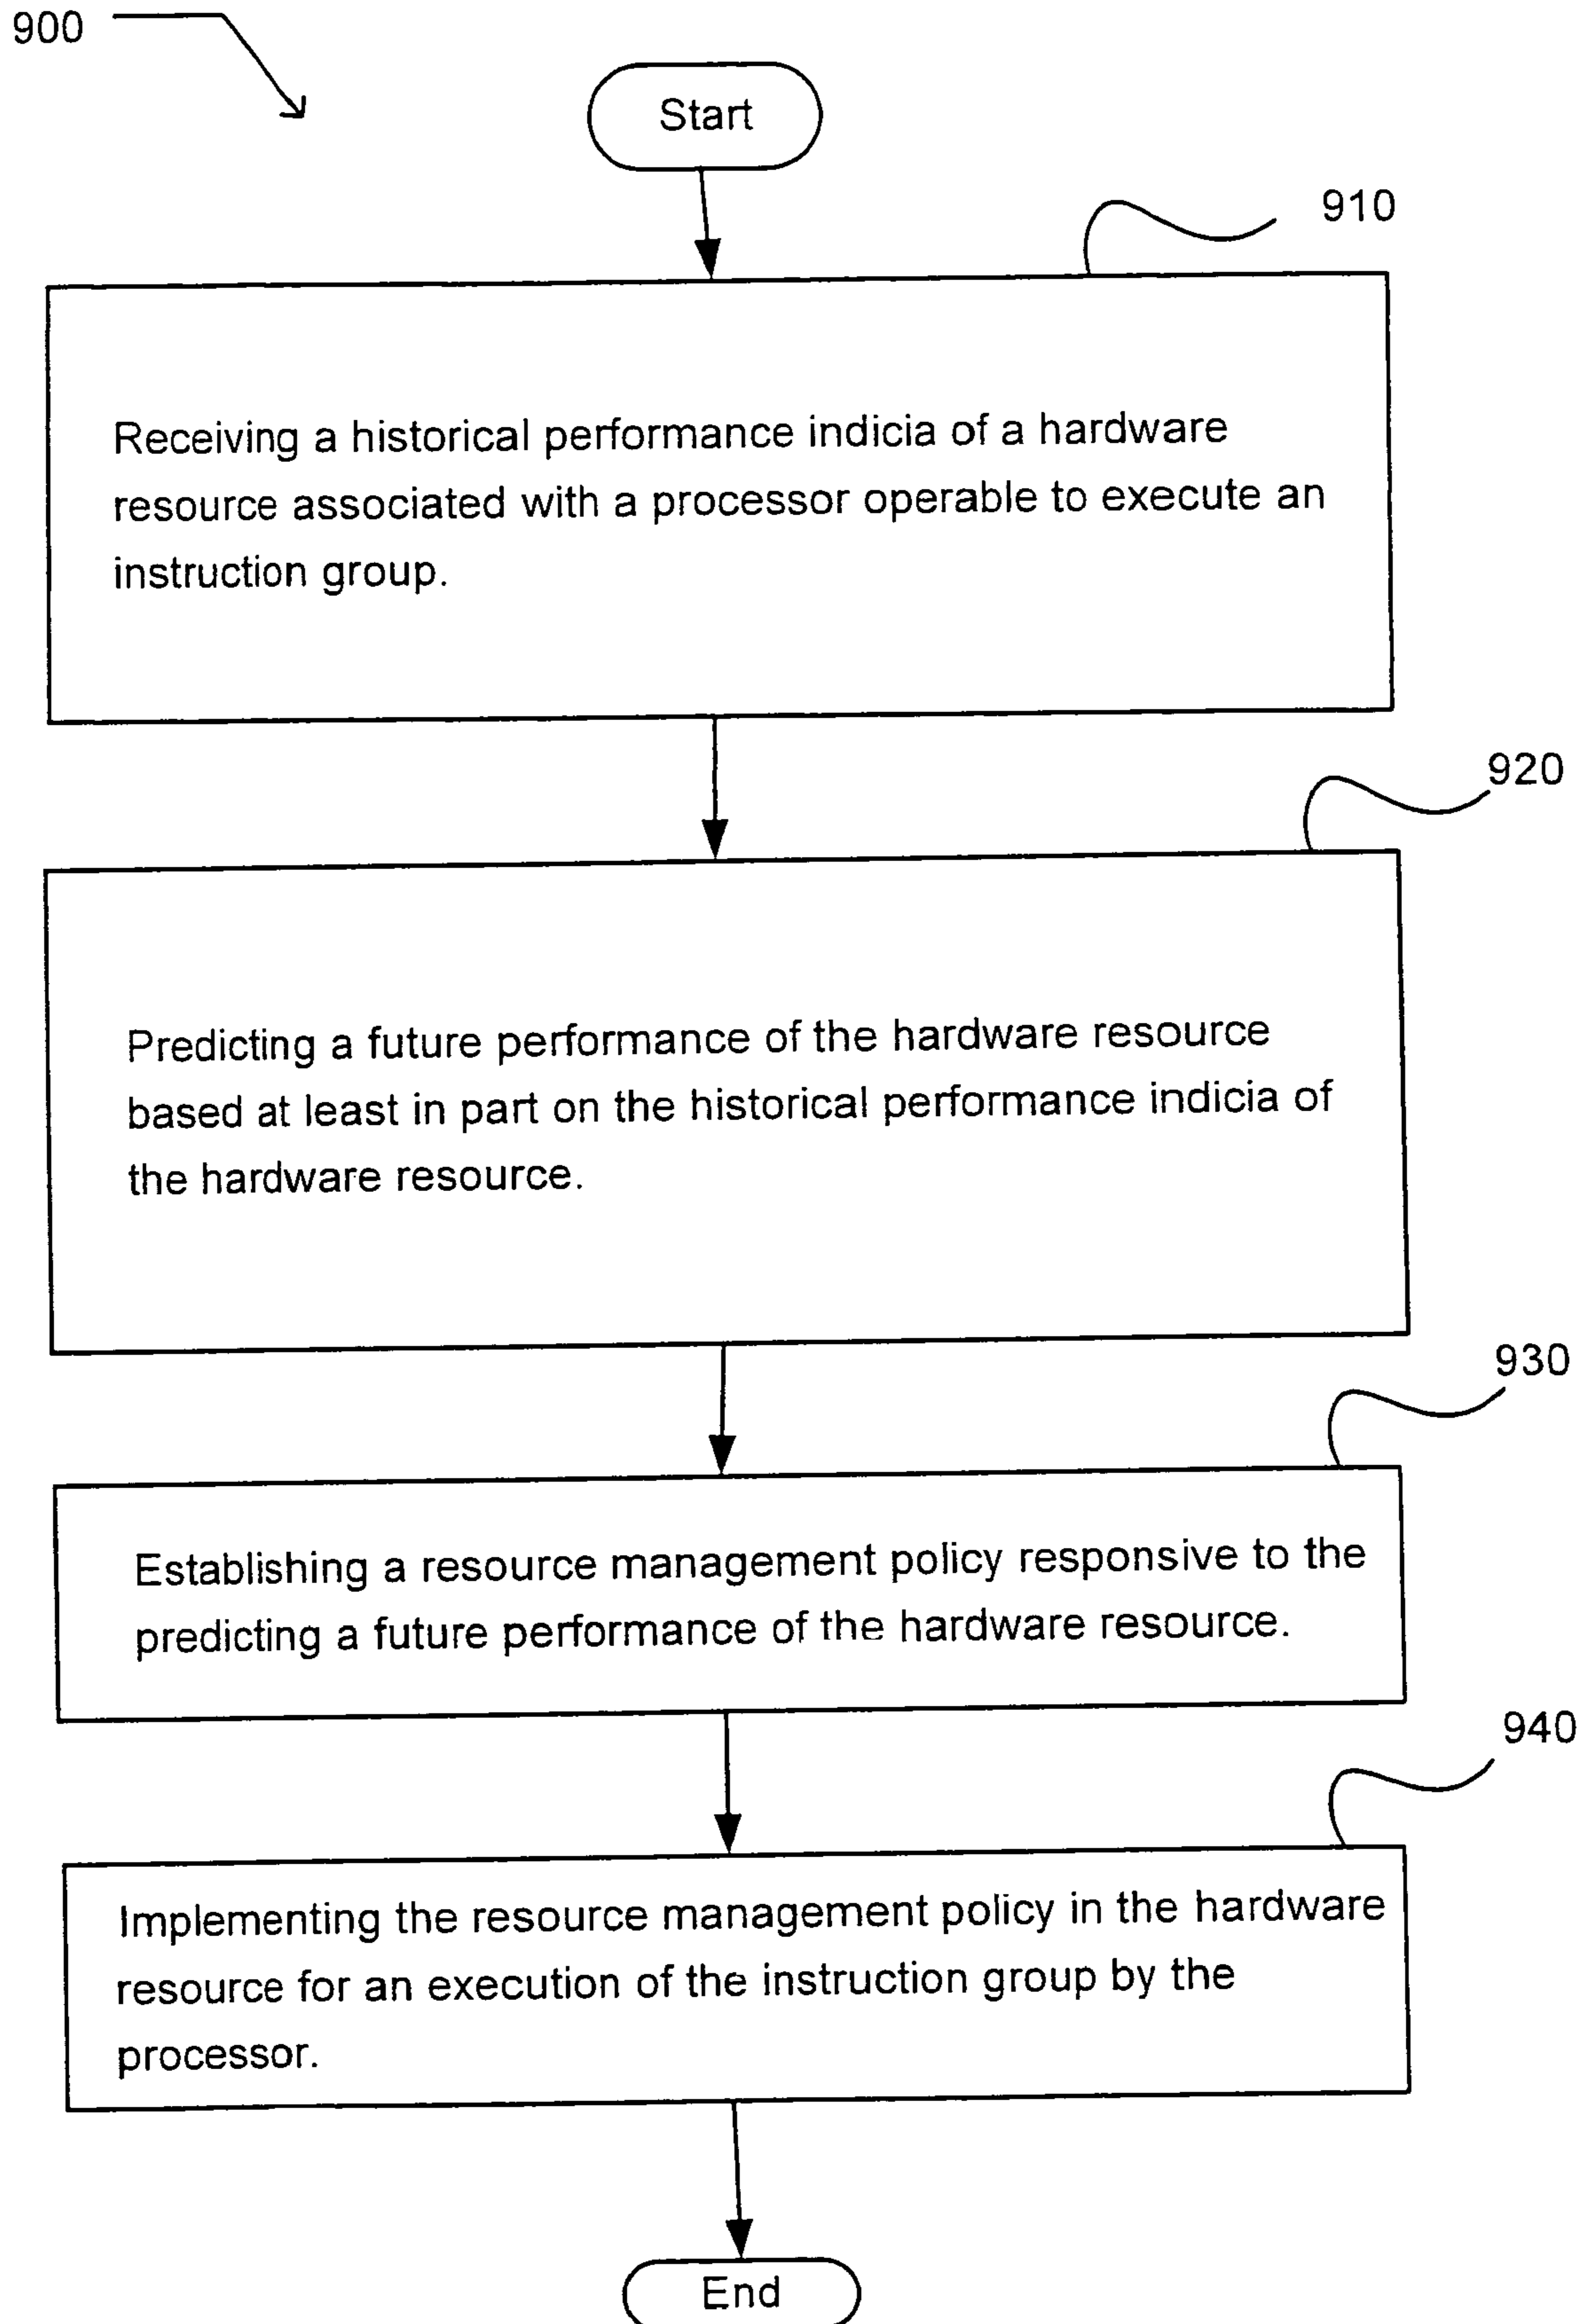 900
Start
910
Receiving a historical performance indicia of a hardware
resource associated with a processor operable to execute an
instruction group.
920
Predicting a future performance of the hardware resource
based at least in part on the historical performance indicia of
the hardware resource.
930
Establishing a resource management policy responsive to the
predicting a future performance of the hardware resource.
940
Implementing the resource management policy in the hardware
resource for an execution of the instruction group by the
processor.
End